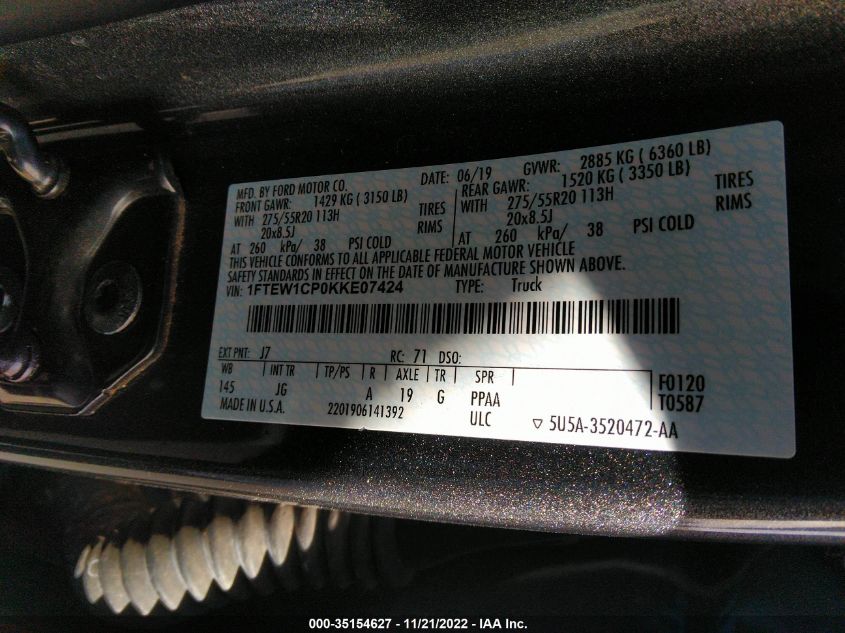 MFD. BY FORD MOTOR CO. DATE: 06/19 GVWR: 2885 KG ( 6360 LB)
FRONT GAWR: 1429 KG ( 3150 LB) REAR GAWR: 1520 KG ( 3350 LB)
WITH 275/55R20 113H TIRES WITH 275/55R20 113H TIRES
20x8.5J RIMS 20x8.5J RIMS
AT 260 kPa/ 38 PSI COLD AT 260 kPa/ 38 PSI COLD
THIS VEHICLE CONFORMS TO ALL APPLICABLE FEDERAL MOTOR VEHICLE
SAFETY STANDARDS IN EFFECT ON THE DATE OF MANUFACTURE SHOWN ABOVE.
VIN: 1FTEW1CP0KKE07424 TYPE: Truck
EXT PNT: J7 RC: 71 DSO:
WB INT TR TP/PS R AXLE TR SPR F0120
145 JG A 19 G PPAA T0587
MADE IN U.S.A. 2201906141392 ULC ▽ 5U5A-3520472-AA
000-35154627 - 11/21/2022 - IAA Inc.